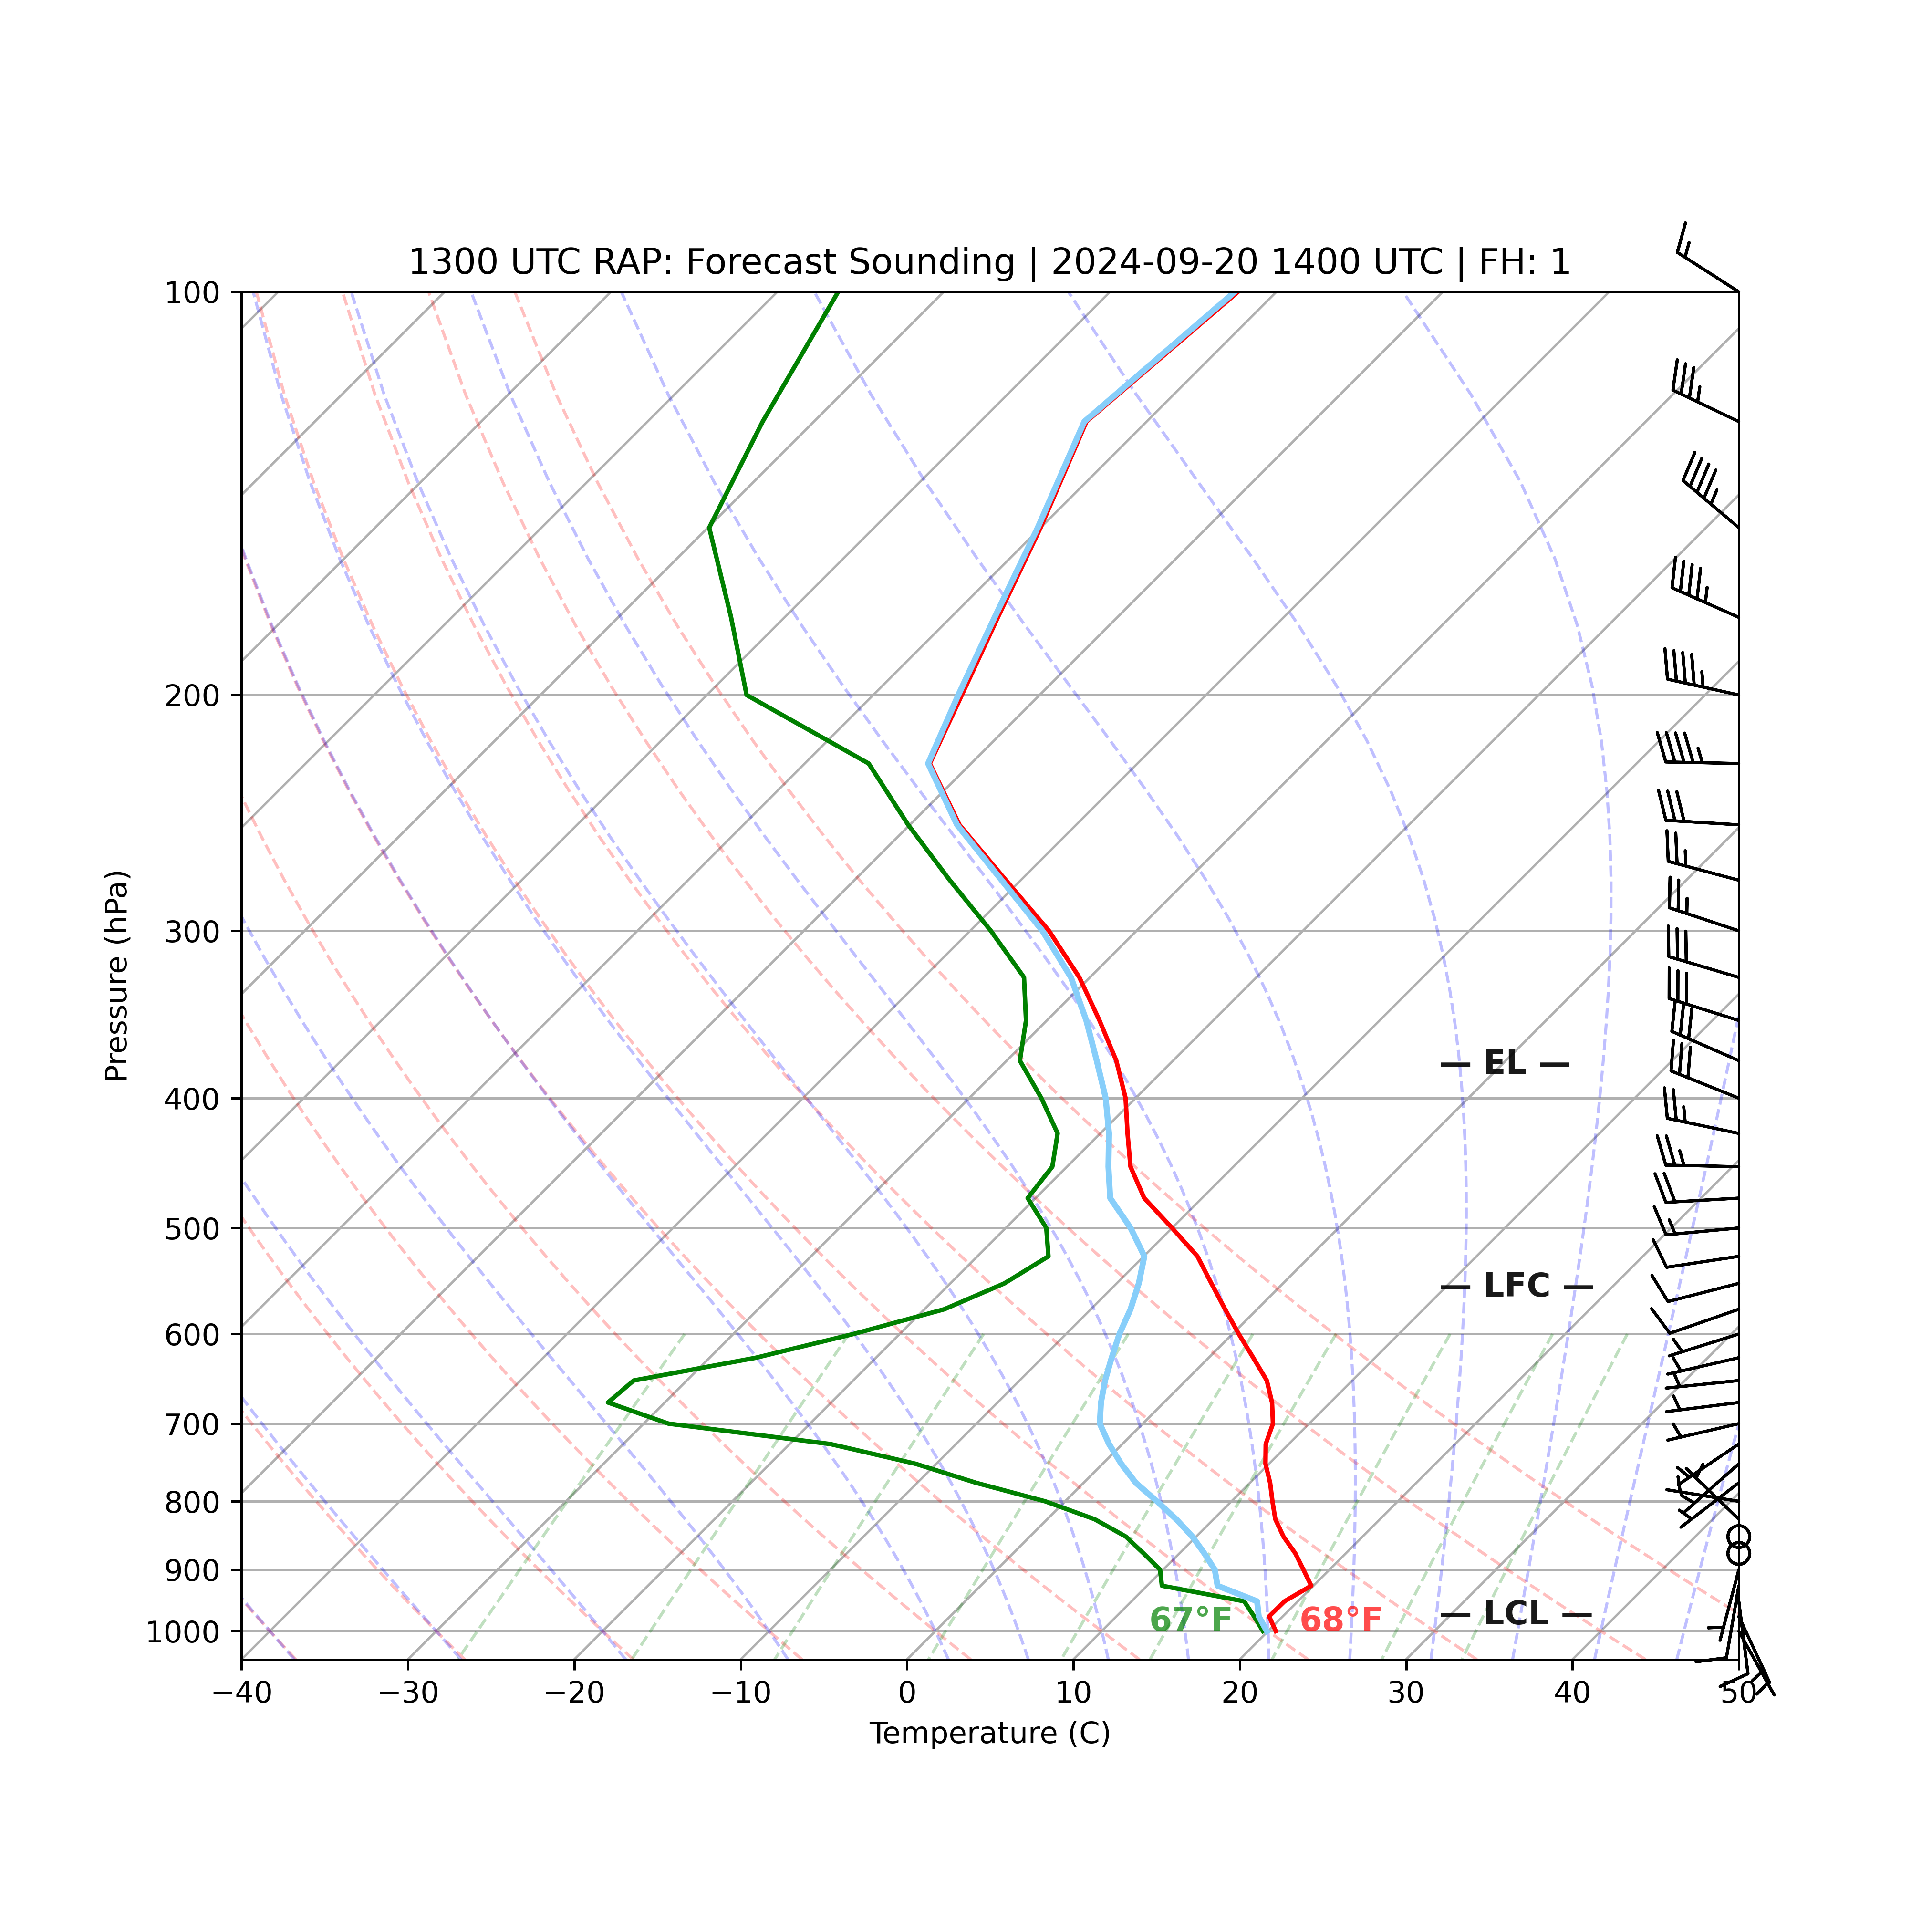 1300 UTC RAP: Forecast Sounding | 2024-09-20 1400 UTC | FH: 1
100
200
300
— EL —
400
500
— LFC —
600
700
800
900
67°F 68°F — LCL —
1000
−40 −30 −20 −10 0 10 20 30 40 50
Temperature (C)
Pressure (hPa)